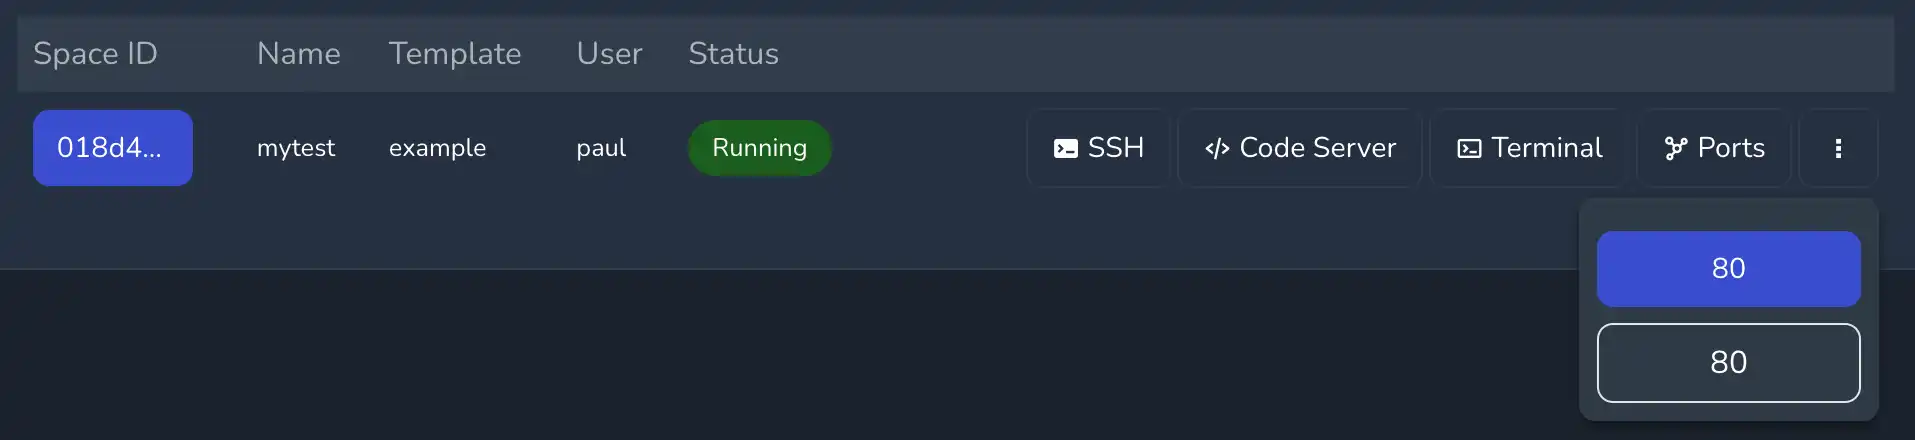 Space ID Name Template User Status
018d4... mytest example paul Running SSH Code Server Terminal Ports
80
80